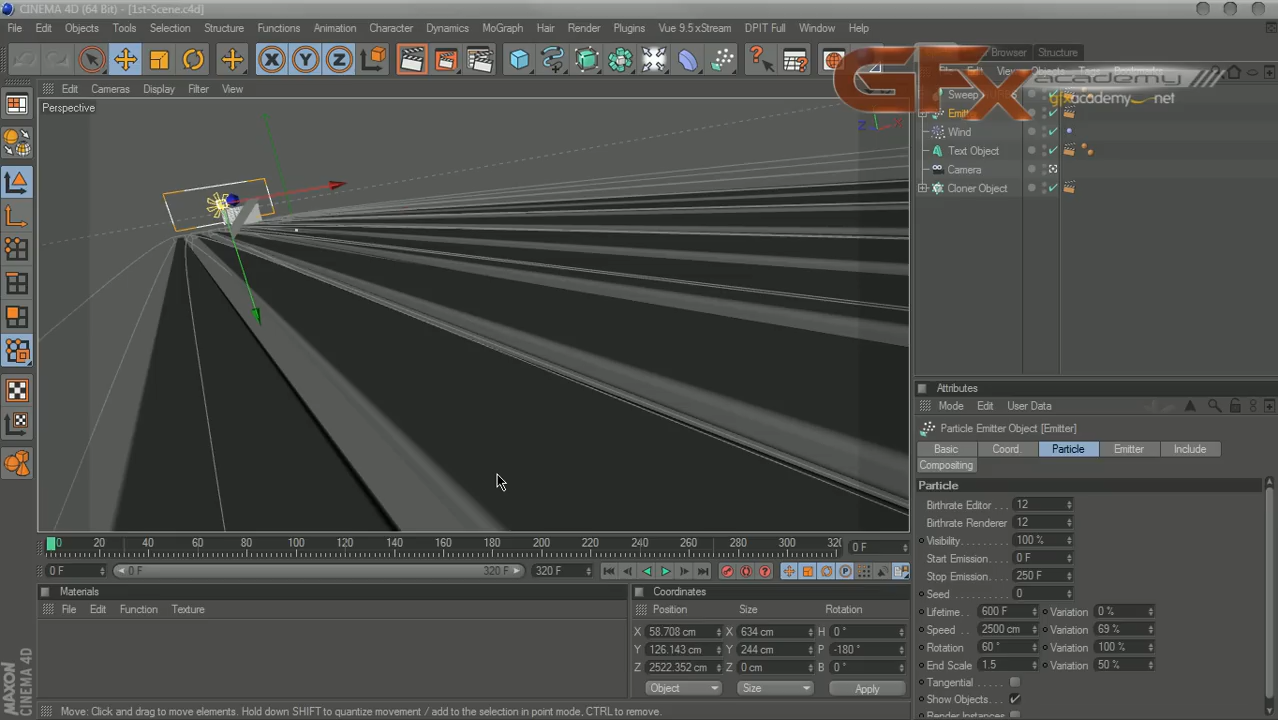 CINEMA 4D (64 Bit) - [1st-Scene.c4d]
File Edit Objects Tools Selection Structure Functions Animation Character Dynamics MoGraph Hair Render Plugins Vue 9.5 xStream DPIT Full Window Help
Browser Structure
GFX academy
gfxacademy.net
Edit Cameras Display Filter View
Perspective
Sweep
Emit
Wind
Text Object
Camera
Cloner Object
Z
Attributes
Mode Edit User Data
Particle Emitter Object [Emitter]
Basic Coord. Particle Emitter Include
Compositing
Particle
Birthrate Editor . . . 12
Birthrate Renderer 12
Visibility. . . . 100 %
Start Emission. . . 0 F
Stop Emission. . . . 250 F
Seed . . . . 0
Lifetime. . 600 F Variation 0 %
Speed . . 2500 cm Variation 69 %
Rotation 60 ° Variation 100 %
End Scale 1.5 Variation 50 %
Tangential
Show Objects
Render Instances
0 20 40 60 80 100 120 140 160 180 200 220 240 260 280 300 32
0 F
0 F 0 F 320 F 320 F
Materials
File Edit Function Texture
Coordinates
Position Size Rotation
X 58.708 cm X 634 cm H 0 °
Y 126.143 cm Y 244 cm P -180 °
Z 2522.352 cm Z 0 cm B 0 °
Object Size Apply
MAXON
CINEMA 4D
Move: Click and drag to move elements. Hold down SHIFT to quantize movement / add to the selection in point mode, CTRL to remove.